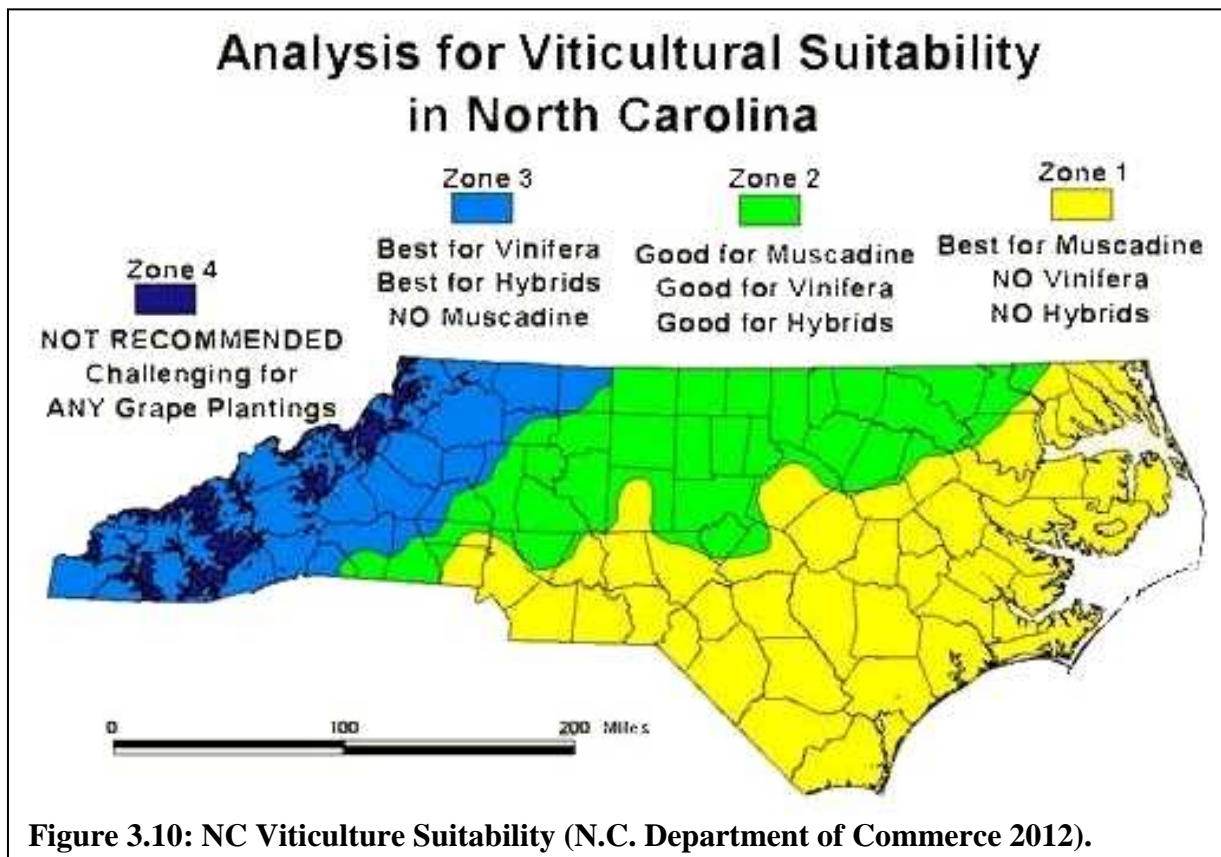 Analysis for Viticultural Suitability
in North Carolina
Zone 4
NOT RECOMMENDED
Challenging for
ANY Grape Plantings
Zone 3
Best for Vinifera
Best for Hybrids
NO Muscadine
Zone 2
Good for Muscadine
Good for Vinifera
Good for Hybrids
Zone 1
Best for Muscadine
NO Vinifera
NO Hybrids
0 100 200 Miles
Figure 3.10: NC Viticulture Suitability (N.C. Department of Commerce 2012).